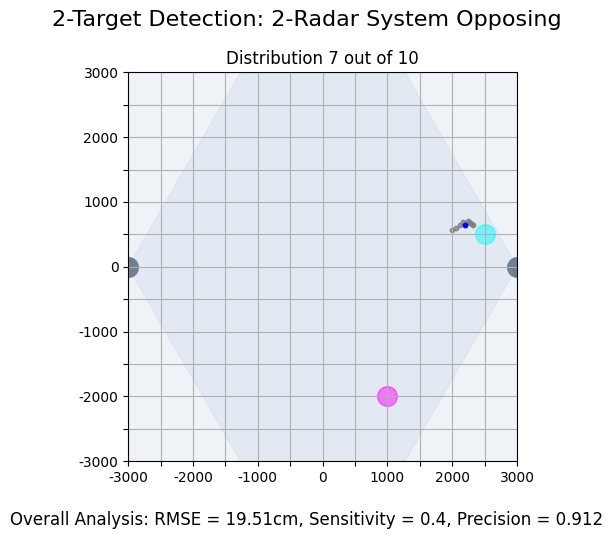 2-Target Detection: 2-Radar System Opposing
Distribution 7 out of 10
3000
2000
1000
0
-1000
-2000
-3000
-3000 -2000 -1000 0 1000 2000 3000
Overall Analysis: RMSE = 19.51cm, Sensitivity = 0.4, Precision = 0.912